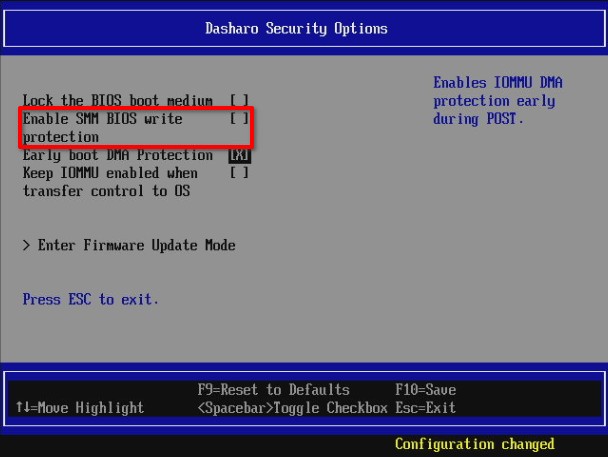 Dasharo Security Options
Lock the BIOS boot medium [ ]
Enable SMM BIOS write [ ]
protection
Early boot DMA Protection [X]
Keep IOMMU enabled when [ ]
transfer control to OS
> Enter Firmware Update Mode
Press ESC to exit.
Enables IOMMU DMA
protection early
during POST.
F9=Reset to Defaults F10=Save
↑↓=Move Highlight <Spacebar>Toggle Checkbox Esc=Exit
Configuration changed